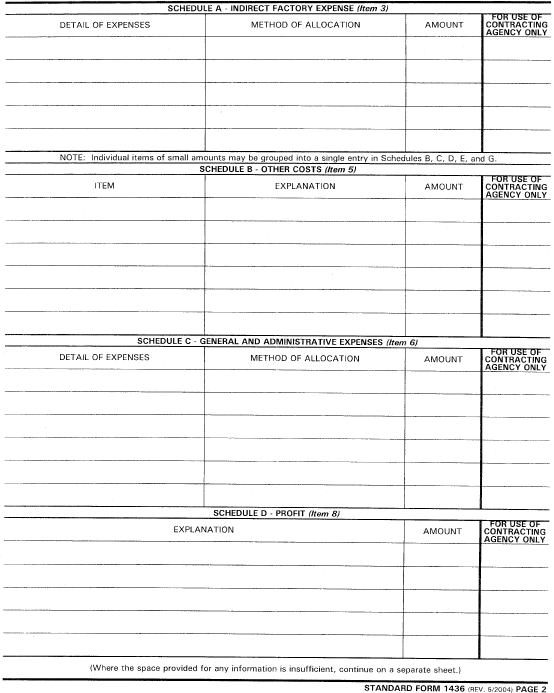 SCHEDULE A - INDIRECT FACTORY EXPENSE (Item 3)
DETAIL OF EXPENSES METHOD OF ALLOCATION AMOUNT FOR USE OF CONTRACTING AGENCY ONLY
NOTE: Individual items of small amounts may be grouped into a single entry in Schedules B, C, D, E, and G.
SCHEDULE B - OTHER COSTS (Item 5)
ITEM EXPLANATION AMOUNT FOR USE OF CONTRACTING AGENCY ONLY
SCHEDULE C - GENERAL AND ADMINISTRATIVE EXPENSES (Item 6)
DETAIL OF EXPENSES METHOD OF ALLOCATION AMOUNT FOR USE OF CONTRACTING AGENCY ONLY
SCHEDULE D - PROFIT (Item 8)
EXPLANATION AMOUNT FOR USE OF CONTRACTING AGENCY ONLY
(Where the space provided for any information is insufficient, continue on a separate sheet.)
STANDARD FORM 1436 (REV. 5/2004) PAGE 2